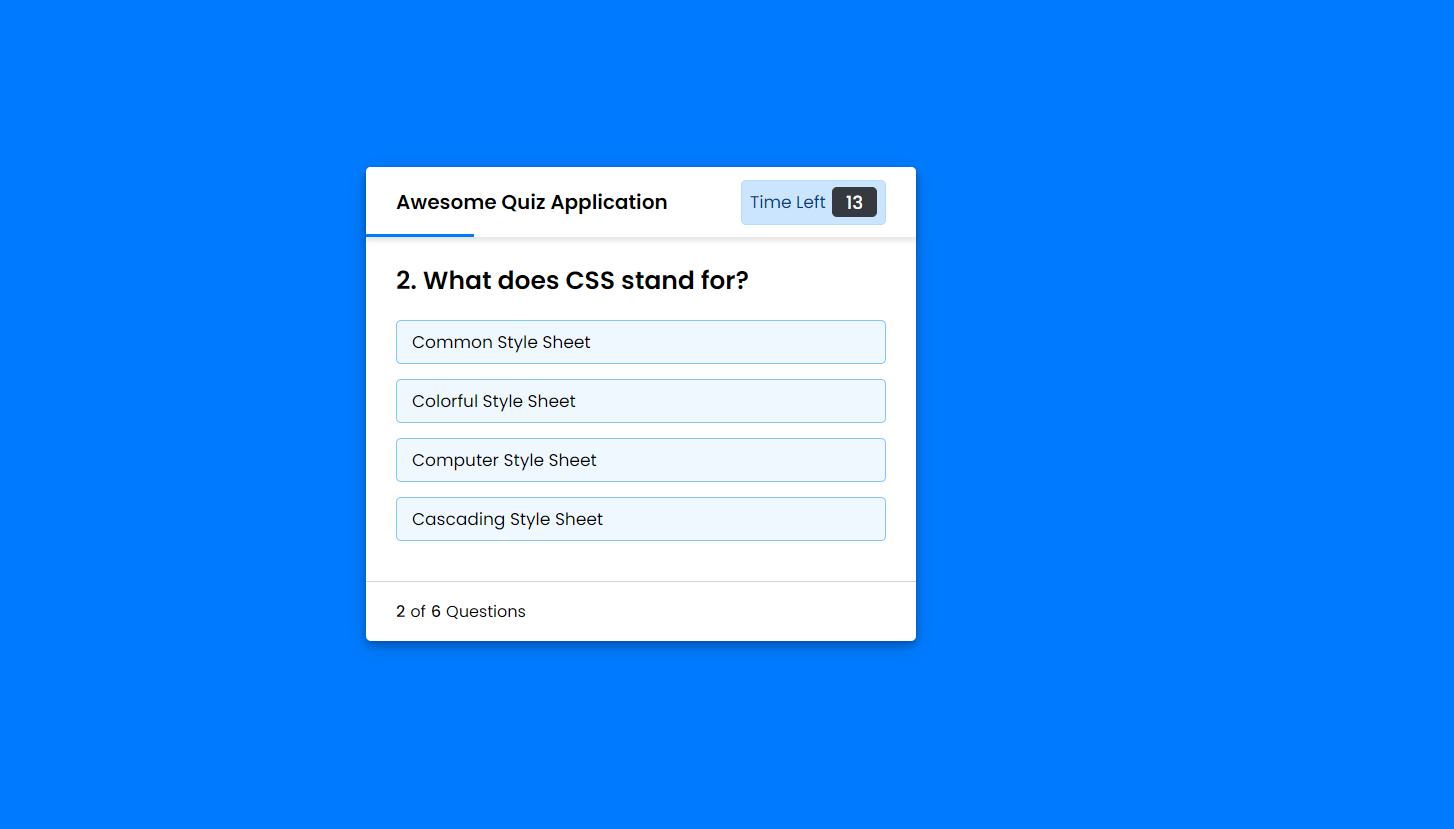 Awesome Quiz Application
Time Left 13
2. What does CSS stand for?
Common Style Sheet
Colorful Style Sheet
Computer Style Sheet
Cascading Style Sheet
2 of 6 Questions